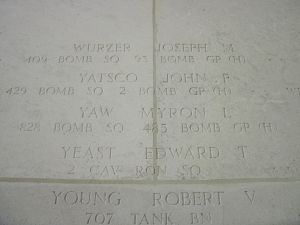 WURZER JOSEPH M
409 BOMB SQ 93 BOMB GP (H)
YATSCO JOHN P
429 BOMB SQ 2 BOMB GP (H)
YAW MYRON L
828 BOMB SQ 485 BOMB GP (H)
YEAST EDWARD T
2 CAV RCN SQ
YOUNG ROBERT V
707 TANK BN